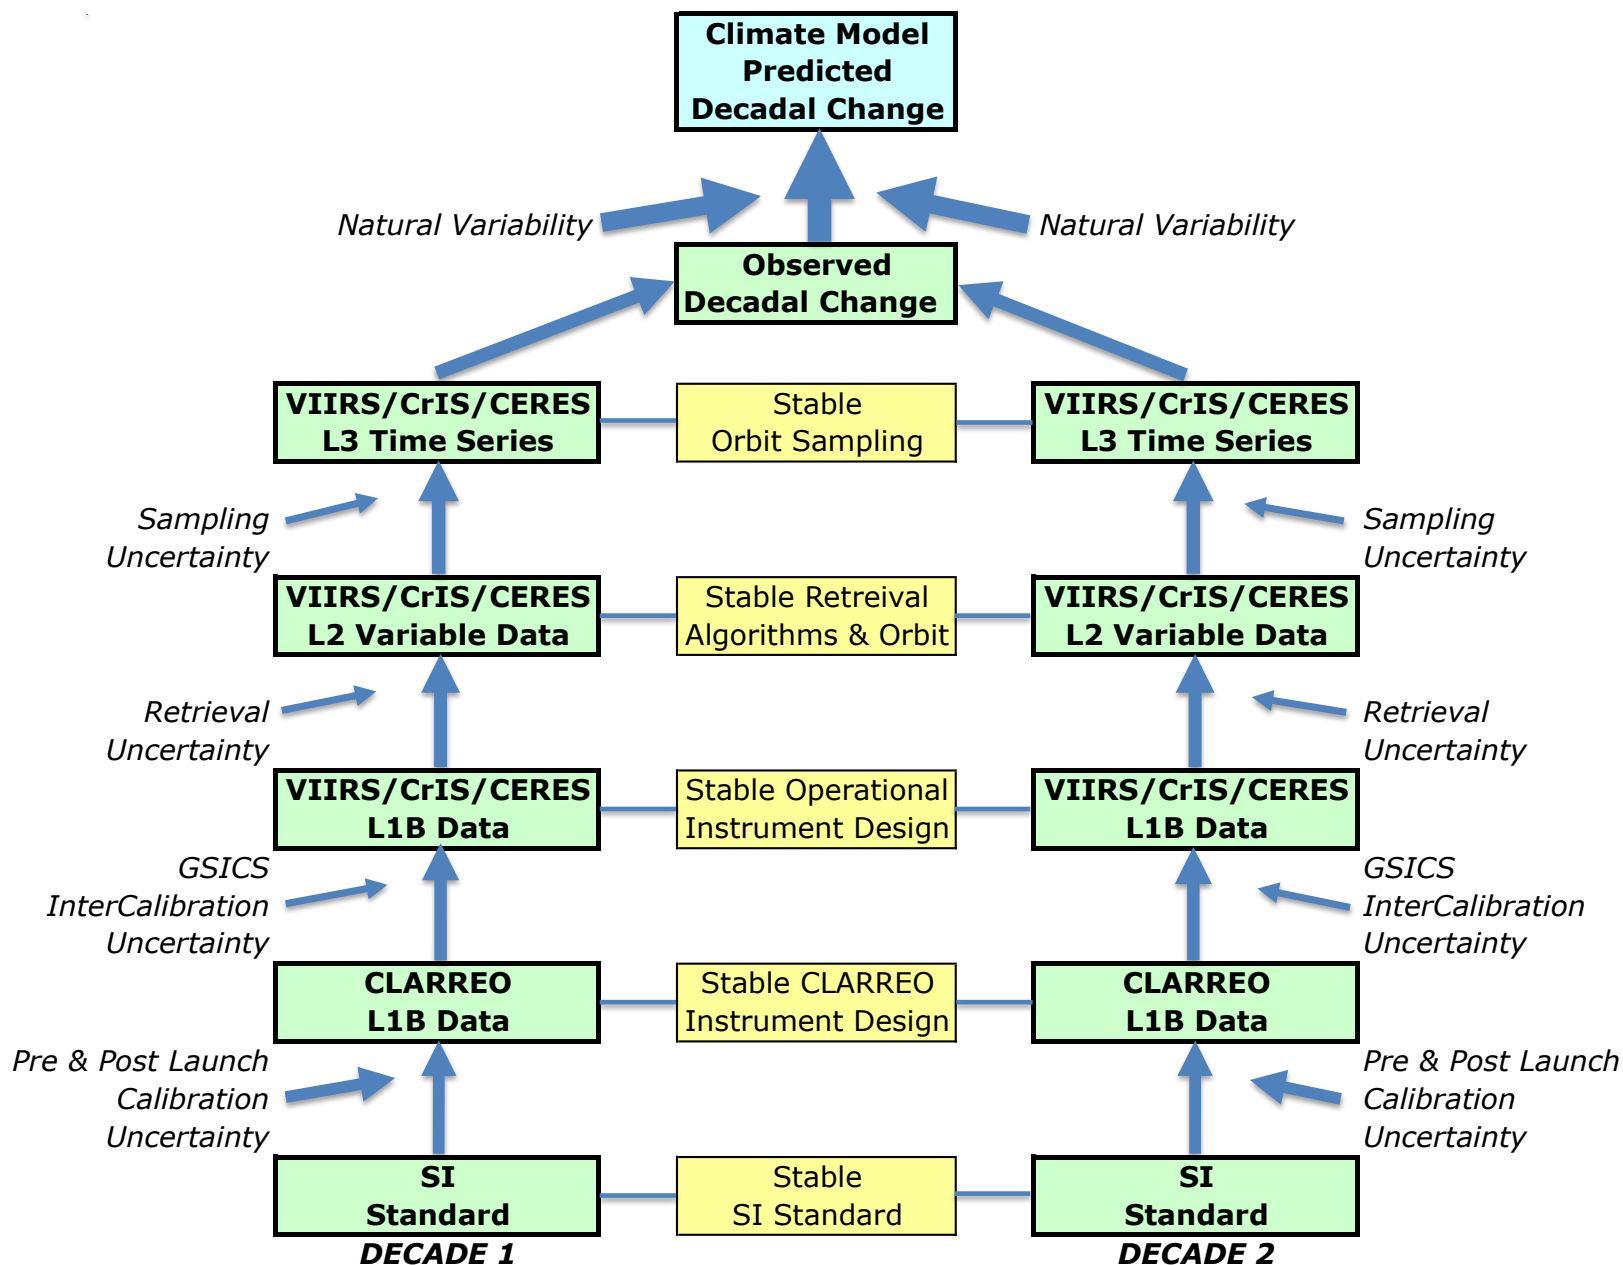 Climate Model
Predicted
Decadal Change
Natural Variability
Natural Variability
Observed
Decadal Change
VIIRS/CrIS/CERES
L3 Time Series
Stable
Orbit Sampling
VIIRS/CrIS/CERES
L3 Time Series
Sampling
Uncertainty
Sampling
Uncertainty
VIIRS/CrIS/CERES
L2 Variable Data
Stable Retreival
Algorithms & Orbit
VIIRS/CrIS/CERES
L2 Variable Data
Retrieval
Uncertainty
Retrieval
Uncertainty
VIIRS/CrIS/CERES
L1B Data
Stable Operational
Instrument Design
VIIRS/CrIS/CERES
L1B Data
GSICS
InterCalibration
Uncertainty
GSICS
InterCalibration
Uncertainty
CLARREO
L1B Data
Stable CLARREO
Instrument Design
CLARREO
L1B Data
Pre & Post Launch
Calibration
Uncertainty
Pre & Post Launch
Calibration
Uncertainty
SI
Standard
Stable
SI Standard
SI
Standard
DECADE 1
DECADE 2